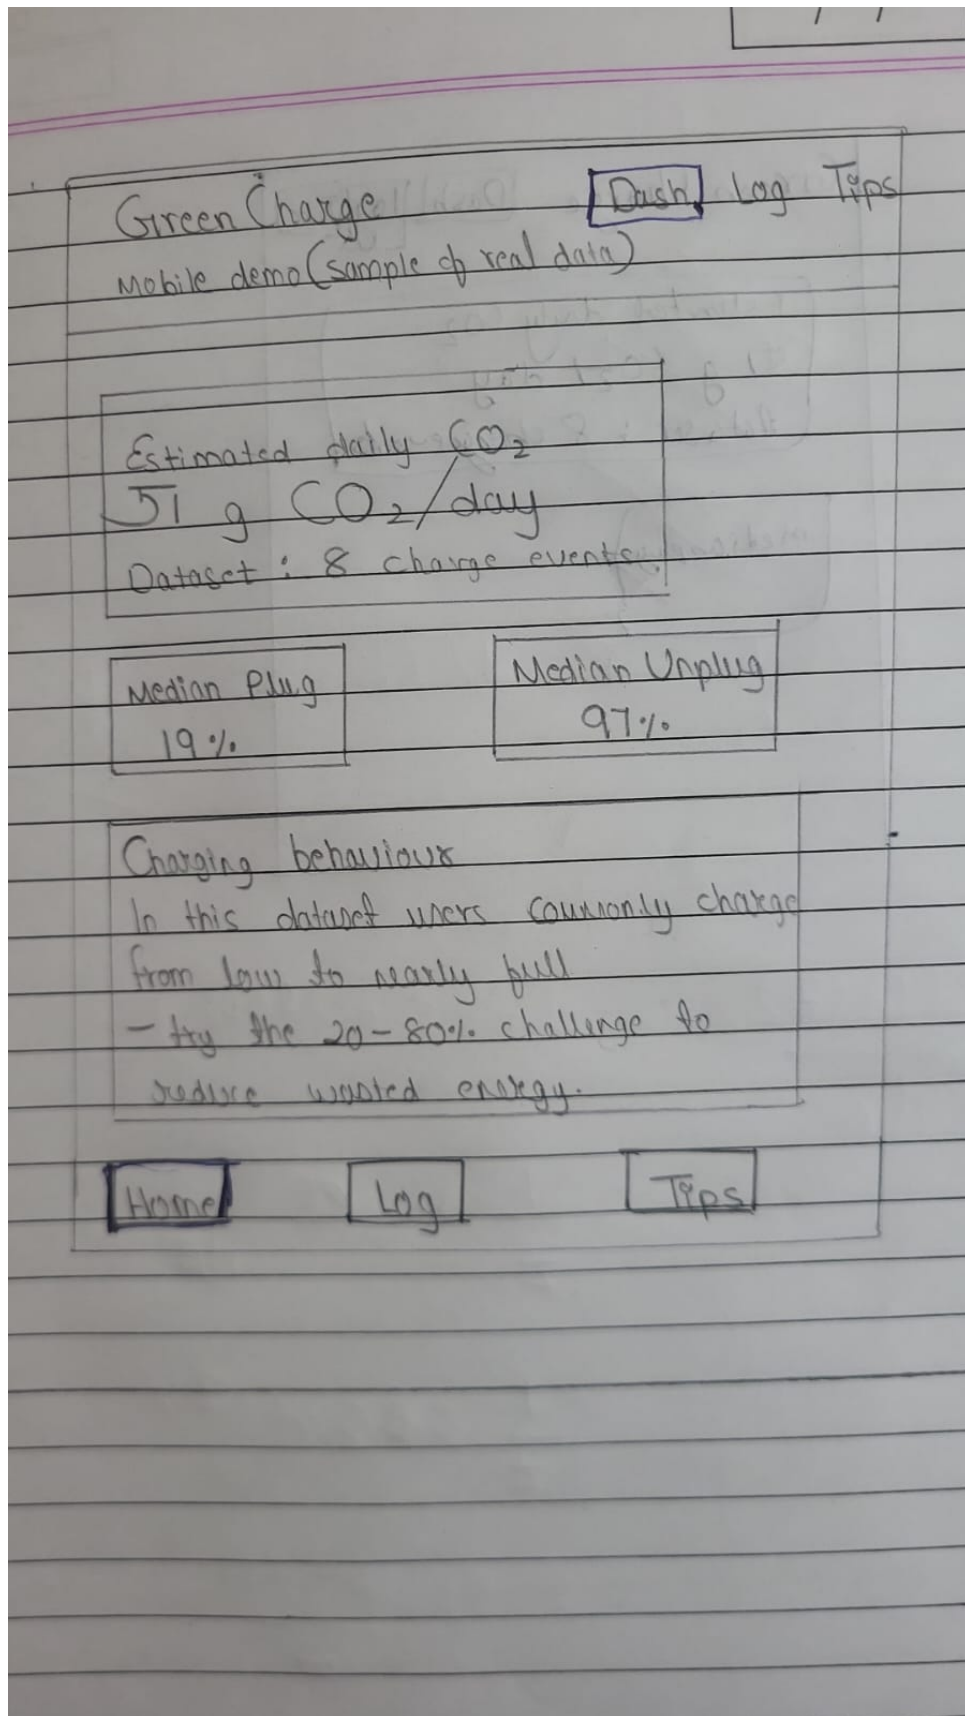 Green Charge Dash Log Tips
Mobile demo (sample of real data)
Estimated daily CO₂
51 g CO₂/day
Dataset : 8 charge events.
Median Plug
19%
Median Unplug
97%
Charging behaviour
In this dataset users commonly charge
from low to nearly full
- try the 20-80% challenge to
reduce wasted energy.
Home Log Tips